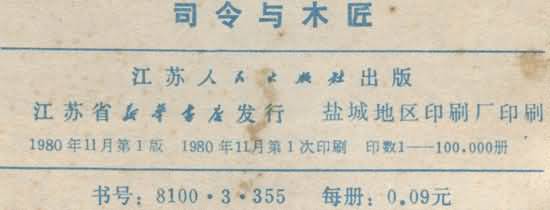 司令与木匠
江苏人民出版社出版
江苏省新华书店发行 盐城地区印刷厂印刷
1980年11月第1版 1980年11月第1次印刷 印数1——100,000册
书号：8100·3·355 每册：0.09元